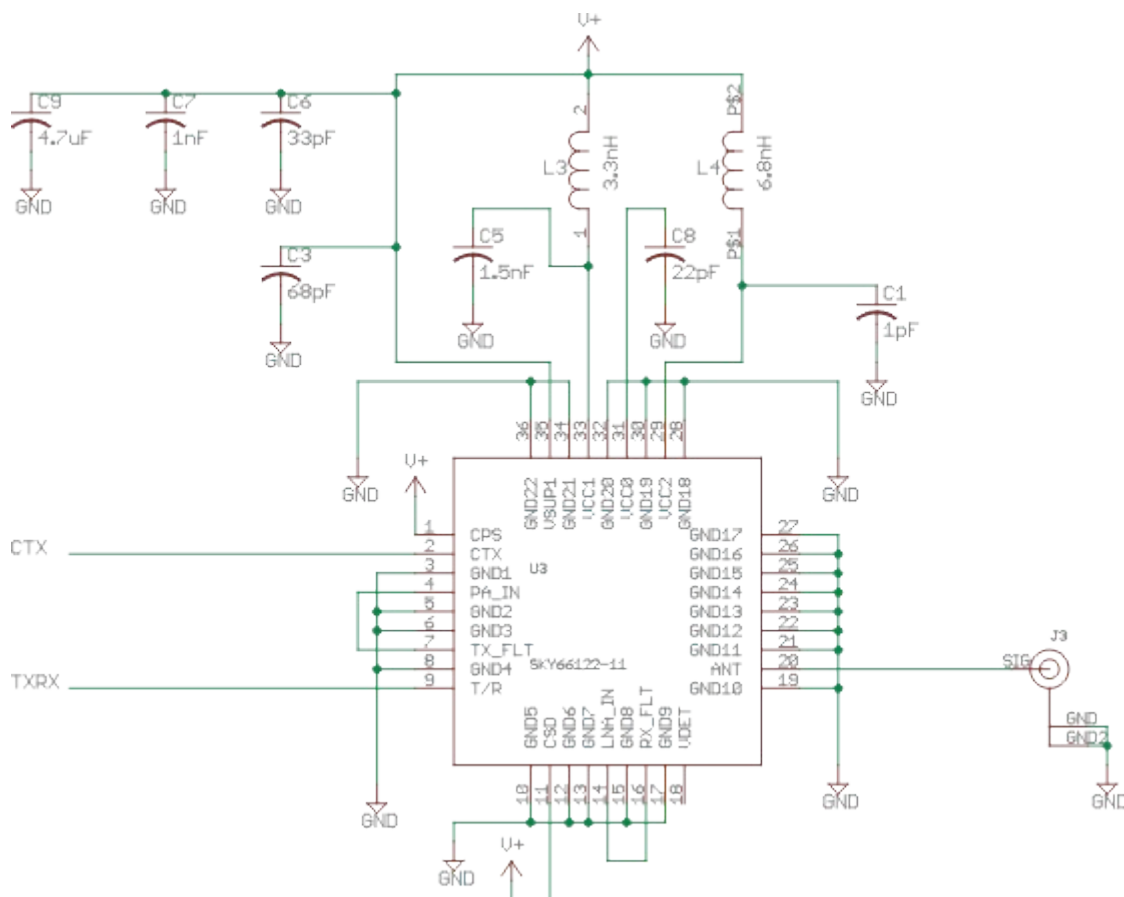 V+
C9
4.7uF
GND
C7
1nF
GND
C6
33pF
GND
C3
68pF
GND
2
L3
3.3nH
1
C5
1.5nF
GND
P$2
L4
6.8nH
P$1
C8
22pF
GND
C1
1pF
GND
GND
GND
36
35
34
33
32
31
30
29
28
GND22
VSUP1
GND21
VCC1
GND20
VCC0
GND19
VCC2
GND18
V+
CTX
TXRX
1 CPS
2 CTX
3 GND1
4 PA_IN
5 GND2
6 GND3
7 TX_FLT
8 GND4
9 T/R
U3
SKY66122-11
GND17 27
GND16 26
GND15 25
GND14 24
GND13 23
GND12 22
GND11 21
ANT 20
GND10 19
GND5
CSD
GND6
GND7
LNA_IN
GND8
RX_FLT
GND9
VDET
10
11
12
13
14
15
16
17
18
GND
GND
V+
GND
J3
SIG
GND
GND2
GND